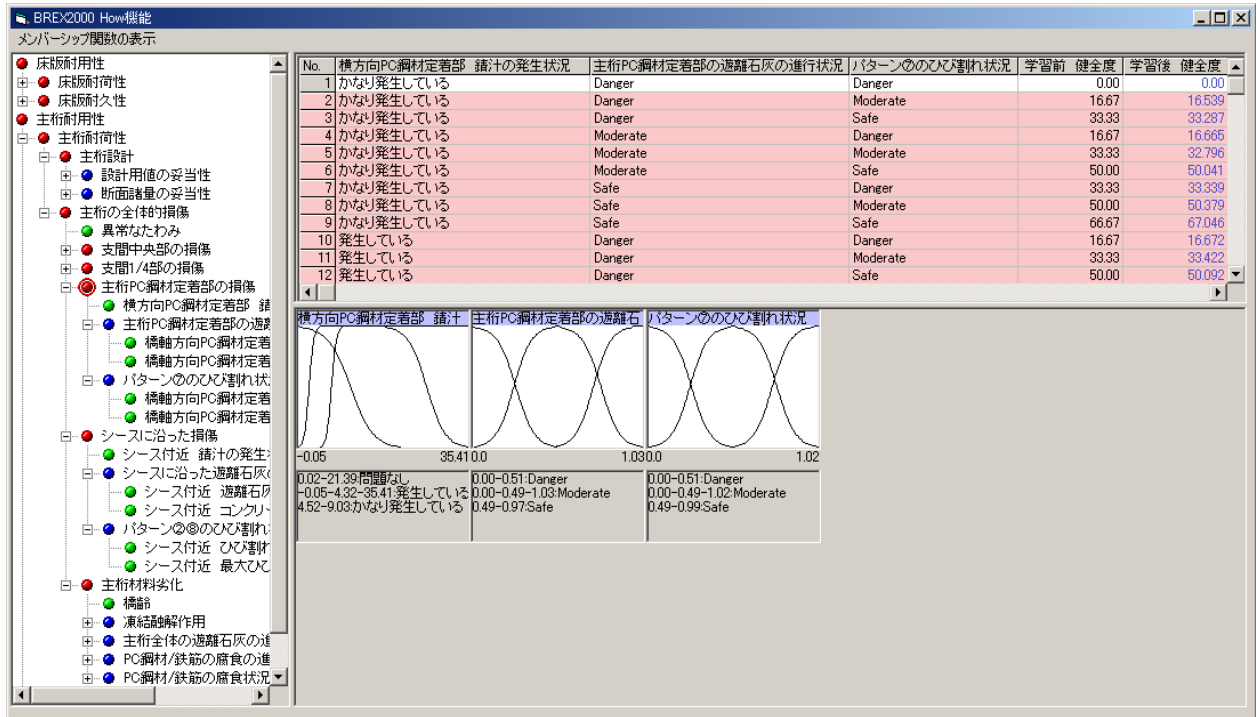 BREX2000 How機能
メンバーシップ関数の表示
床版耐用性
床版耐荷性
床版耐久性
主桁耐用性
主桁耐荷性
主桁設計
設計用値の妥当性
断面諸量の妥当性
主桁の全体的損傷
異常なたわみ
支間中央部の損傷
支間1/4部の損傷
主桁PC鋼材定着部の損傷
横方向PC鋼材定着部 錆
主桁PC鋼材定着部の遊離
橋軸方向PC鋼材定着
橋軸方向PC鋼材定着
パターン⑦のひび割れ状
橋軸方向PC鋼材定着
橋軸方向PC鋼材定着
シースに沿った損傷
シース付近 錆汁の発生
シースに沿った遊離石灰
シース付近 遊離石灰
シース付近 コンクリ
パターン②⑧のひび割れ
シース付近 ひび割れ
シース付近 最大ひび
主桁材料劣化
橋齢
凍結融解作用
主桁全体の遊離石灰の進
PC鋼材/鉄筋の腐食の進
PC鋼材/鉄筋の腐食状況
No. 横方向PC鋼材定着部 錆汁の発生状況 主桁PC鋼材定着部の遊離石灰の進行状況 パターン⑦のひび割れ状況 学習前 健全度 学習後 健全度
1 かなり発生している Danger Danger 0.00 0.00
2 かなり発生している Danger Moderate 16.67 16.539
3 かなり発生している Danger Safe 33.33 33.287
4 かなり発生している Moderate Danger 16.67 16.665
5 かなり発生している Moderate Moderate 33.33 32.796
6 かなり発生している Moderate Safe 50.00 50.041
7 かなり発生している Safe Danger 33.33 33.339
8 かなり発生している Safe Moderate 50.00 50.379
9 かなり発生している Safe Safe 66.67 67.046
10 発生している Danger Danger 16.67 16.672
11 発生している Danger Moderate 33.33 33.422
12 発生している Danger Safe 50.00 50.092
横方向PC鋼材定着部 錆汁 主桁PC鋼材定着部の遊離石 パターン⑦のひび割れ状況
-0.05 35.41 0.0 1.03 0.0 1.02
0.02-21.39:問題なし 0.00-0.51:Danger 0.00-0.51:Danger
-0.05-4.32-35.41:発生している 0.00-0.49-1.03:Moderate 0.00-0.49-1.02:Moderate
4.52-9.03:かなり発生している 0.49-0.97:Safe 0.49-0.99:Safe